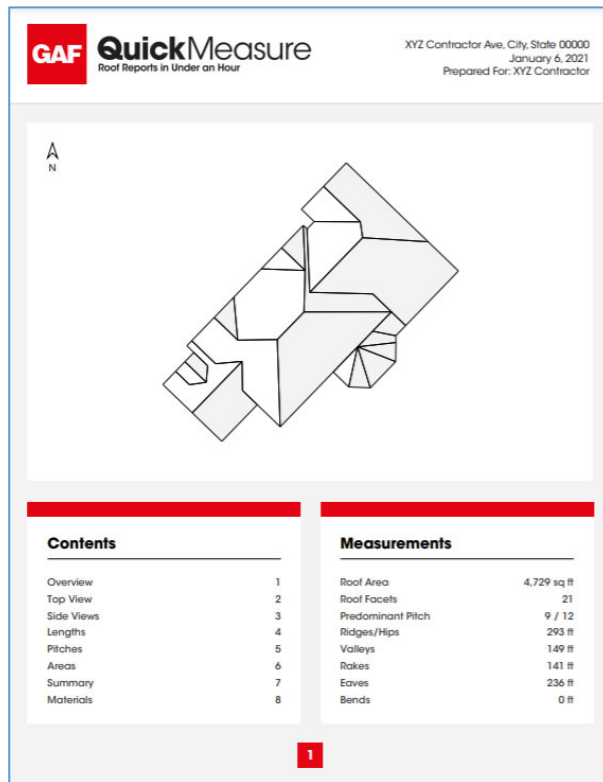 GAF
QuickMeasure
Roof Reports in Under an Hour
XYZ Contractor Ave, City, State 00000
January 6, 2021
Prepared For: XYZ Contractor
N
Contents
Overview 1
Top View 2
Side Views 3
Lengths 4
Pitches 5
Areas 6
Summary 7
Materials 8
Measurements
Roof Area 4,729 sq ft
Roof Facets 21
Predominant Pitch 9 / 12
Ridges/Hips 293 ft
Valleys 149 ft
Rakes 141 ft
Eaves 236 ft
Bends 0 ft
1